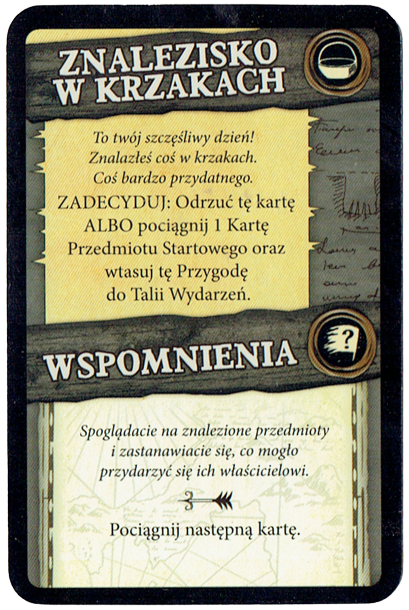 ZNALEZISKO
W KRZAKACH
To twój szczęśliwy dzień!
Znalazłeś coś w krzakach.
Coś bardzo przydatnego.
ZADECYDUJ: Odrzuć tę kartę
ALBO pociągnij 1 Kartę
Przedmiotu Startowego oraz
wtasuj tę Przygodę
do Talii Wydarzeń.
?
WSPOMNIENIA
Spoglądacie na znalezione przedmioty
i zastanawiacie się, co mogło
przydarzyć się ich właścicielowi.
Pociągnij następną kartę.